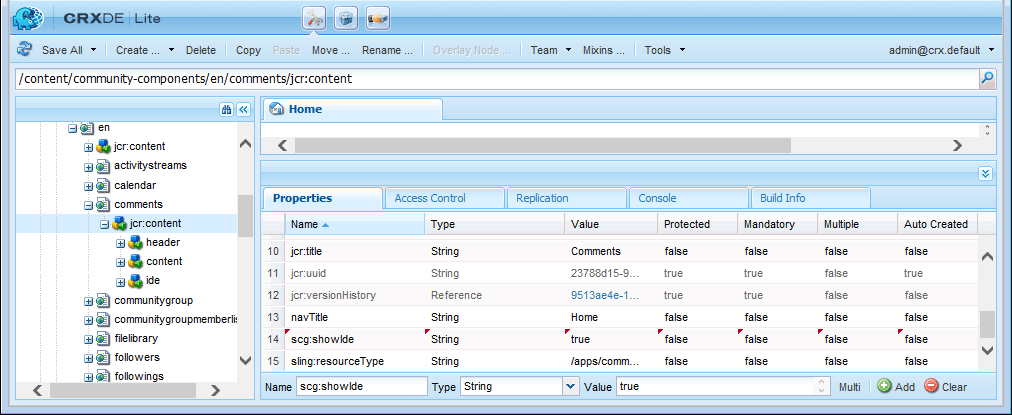 CRXDE | Lite
Save All Create ... Delete Copy Paste Move ... Rename ... Overlay Node ... Team Mixins ... Tools admin@crx.default
/content/community-components/en/comments/jcr:content
Home
en
jcr:content
activitystreams
calendar
comments
jcr:content
header
content
ide
communitygroup
communitygroupmemberlis
filelibrary
followers
followings
Properties Access Control Replication Console Build Info
Name Type Value Protected Mandatory Multiple Auto Created
10 jcr:title String Comments false false false false
11 jcr:uuid String 23788d15-9... true true false true
12 jcr:versionHistory Reference 9513ae4e-1... true true false false
13 navTitle String Home false false false false
14 scg:showIde String true false false false false
15 sling:resourceType String /apps/comm... false false false false
Name scg:showIde Type String Value true Multi Add Clear